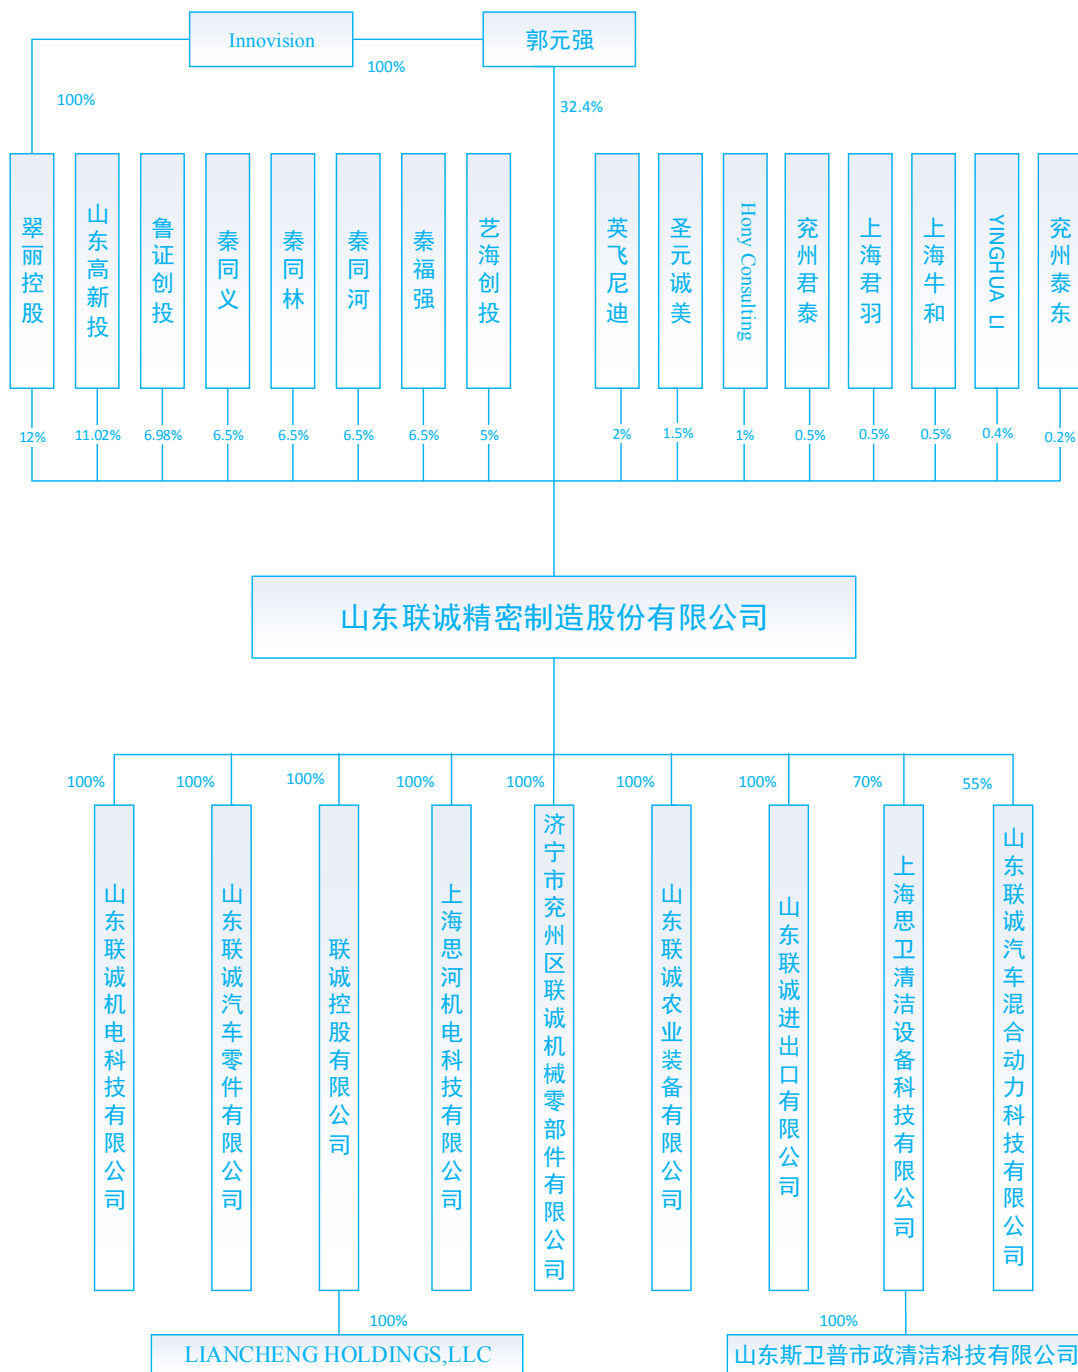 Innovision
郭元强
100%
100%
32.4%
翠丽控股
山东高新投
鲁证创投
秦同义
秦同林
秦同河
秦福强
艺海创投
英飞尼迪
圣元诚美
Hony Consulting
兖州君泰
上海君羽
上海牛和
YINGHUA LI
兖州泰东
12%
11.02%
6.98%
6.5%
6.5%
6.5%
6.5%
5%
2%
1.5%
1%
0.5%
0.5%
0.5%
0.4%
0.2%
山东联诚精密制造股份有限公司
100%
100%
100%
100%
100%
100%
100%
70%
55%
山东联诚机电科技有限公司
山东联诚汽车零件有限公司
联诚控股有限公司
上海思河机电科技有限公司
济宁市兖州区联诚机械零部件有限公司
山东联诚农业装备有限公司
山东联诚进出口有限公司
上海思卫清洁设备科技有限公司
山东联诚汽车混合动力科技有限公司
100%
100%
LIANCHENG HOLDINGS,LLC
山东斯卫普市政清洁科技有限公司